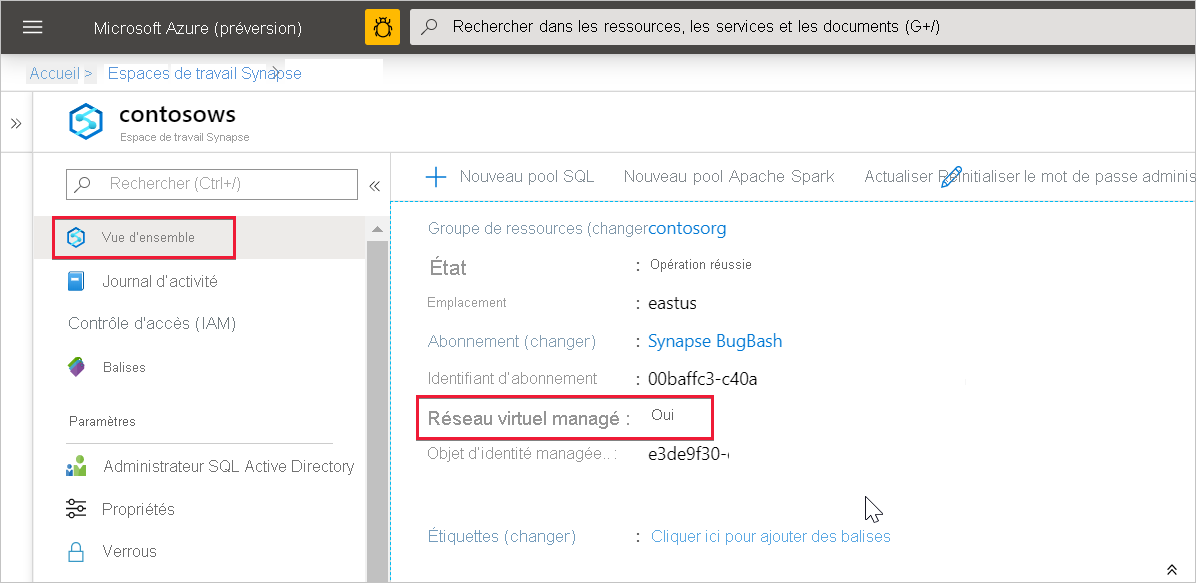 Microsoft Azure (préversion)
Rechercher dans les ressources, les services et les documents (G+/)
Accueil >
Espaces de travail Synapse
contosows
Espace de travail Synapse
Rechercher (Ctrl+/)
Vue d'ensemble
Journal d'activité
Contrôle d'accès (IAM)
Balises
Paramètres
Administrateur SQL Active Directory
Propriétés
Verrous
Nouveau pool SQL
Nouveau pool Apache Spark
Actualiser Réinitialiser le mot de passe adminis
Groupe de ressources (changer contosorg
État : Opération réussie
Emplacement : eastus
Abonnement (changer) : Synapse BugBash
Identifiant d'abonnement : 00baffc3-c40a
Réseau virtuel managé : Oui
Objet d'identité managée.. : e3de9f30-
Étiquettes (changer) : Cliquer ici pour ajouter des balises